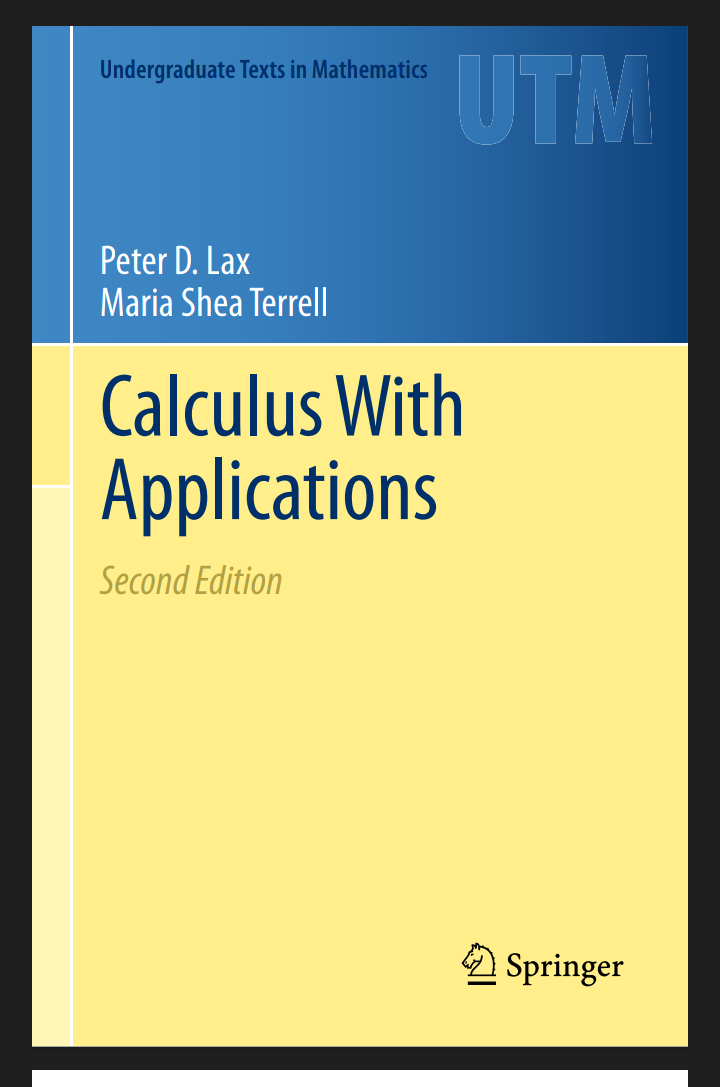 Undergraduate Texts in Mathematics
UTM
Peter D. Lax
Maria Shea Terrell
Calculus With
Applications
Second Edition
Springer